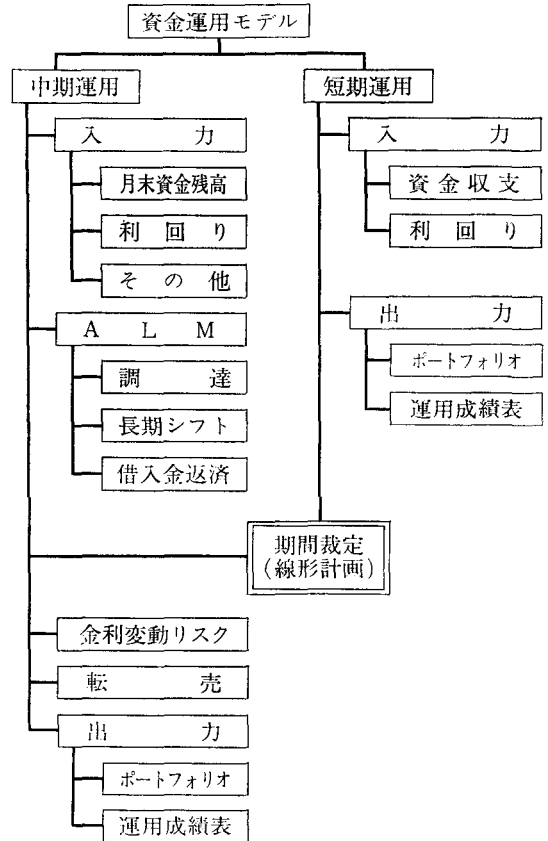 資金運用モデル
中期運用
入力
月末資金残高
利回り
その他
ALM
調達
長期シフト
借入金返済
短期運用
入力
資金収支
利回り
出力
ポートフォリオ
運用成績表
期間裁定
(線形計画)
金利変動リスク
転売
出力
ポートフォリオ
運用成績表